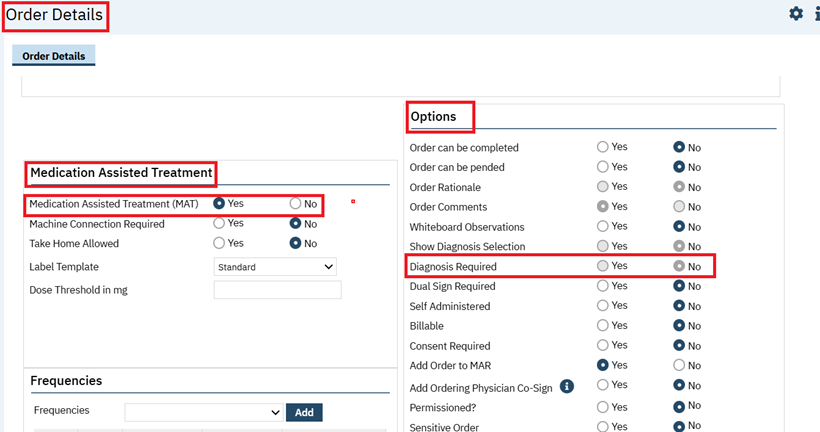 Order Details
Order Details
Medication Assisted Treatment
Medication Assisted Treatment (MAT) Yes No
Machine Connection Required Yes No
Take Home Allowed Yes No
Label Template Standard
Dose Threshold in mg
Frequencies
Frequencies Add
Options
Order can be completed Yes No
Order can be pended Yes No
Order Rationale Yes No
Order Comments Yes No
Whiteboard Observations Yes No
Show Diagnosis Selection Yes No
Diagnosis Required Yes No
Dual Sign Required Yes No
Self Administered Yes No
Billable Yes No
Consent Required Yes No
Add Order to MAR Yes No
Add Ordering Physician Co-Sign Yes No
Permissioned? Yes No
Sensitive Order Yes No